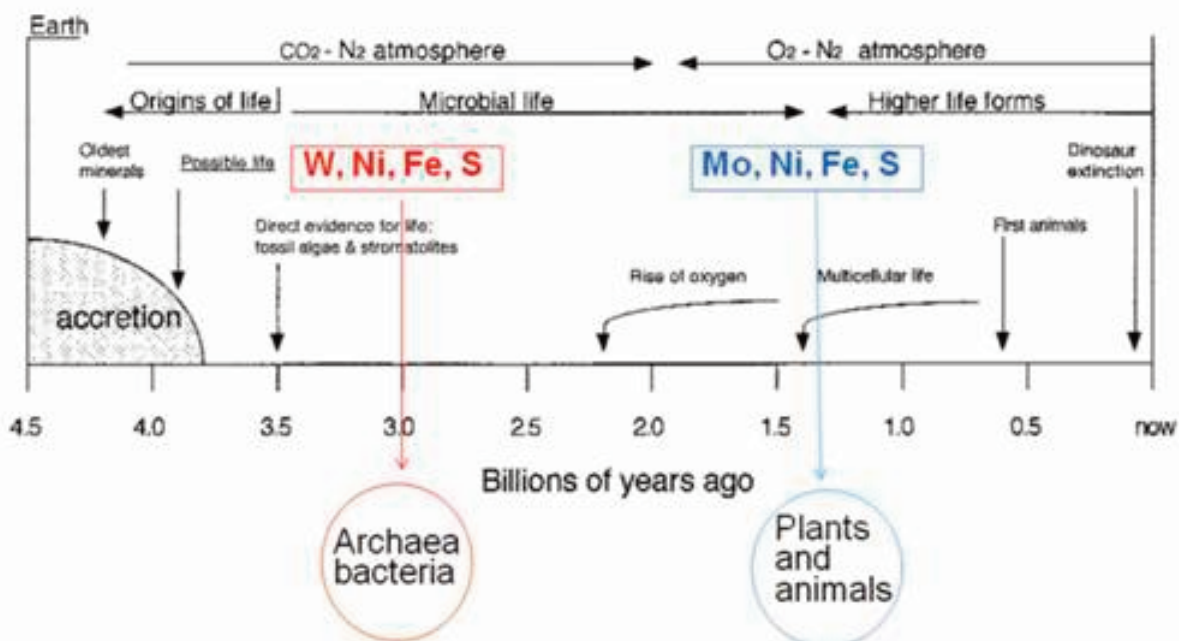 Earth
CO₂ - N₂ atmosphere
O₂ - N₂ atmosphere
Origins of life
Microbial life
Higher life forms
Oldest
minerals
Possible life
W, Ni, Fe, S
Mo, Ni, Fe, S
Dinosaur
extinction
Direct evidence for life:
fossil algae & stromatolites
First animals
Rise of oxygen
Multicellular life
accretion
4.5 4.0 3.5 3.0 2.5 2.0 1.5 1.0 0.5 now
Billions of years ago
Archaea
bacteria
Plants
and
animals